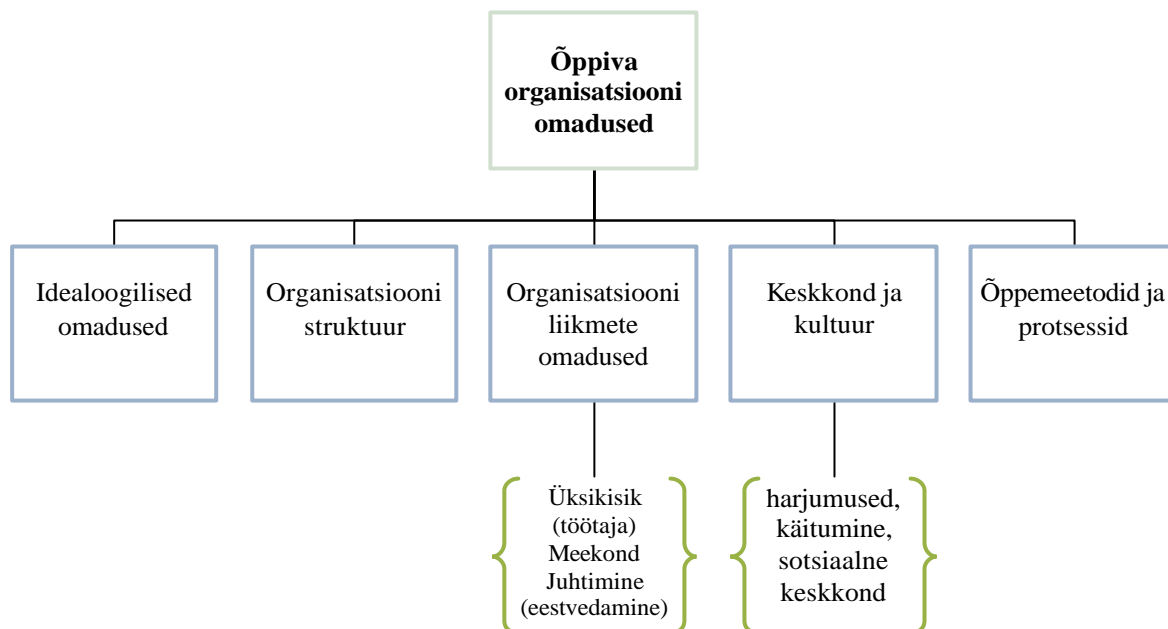 Õppiva
organisatsiooni
omadused
Idealoogilised
omadused
Organisatsiooni
struktuur
Organisatsiooni
liikmete
omadused
Keskkond ja
kultuur
Õppemeetodid ja
protsessid
Üksikisik
(töötaja)
Meekond
Juhtimine
(eestvedamine)
harjumused,
käitumine,
sotsiaalne
keskkond